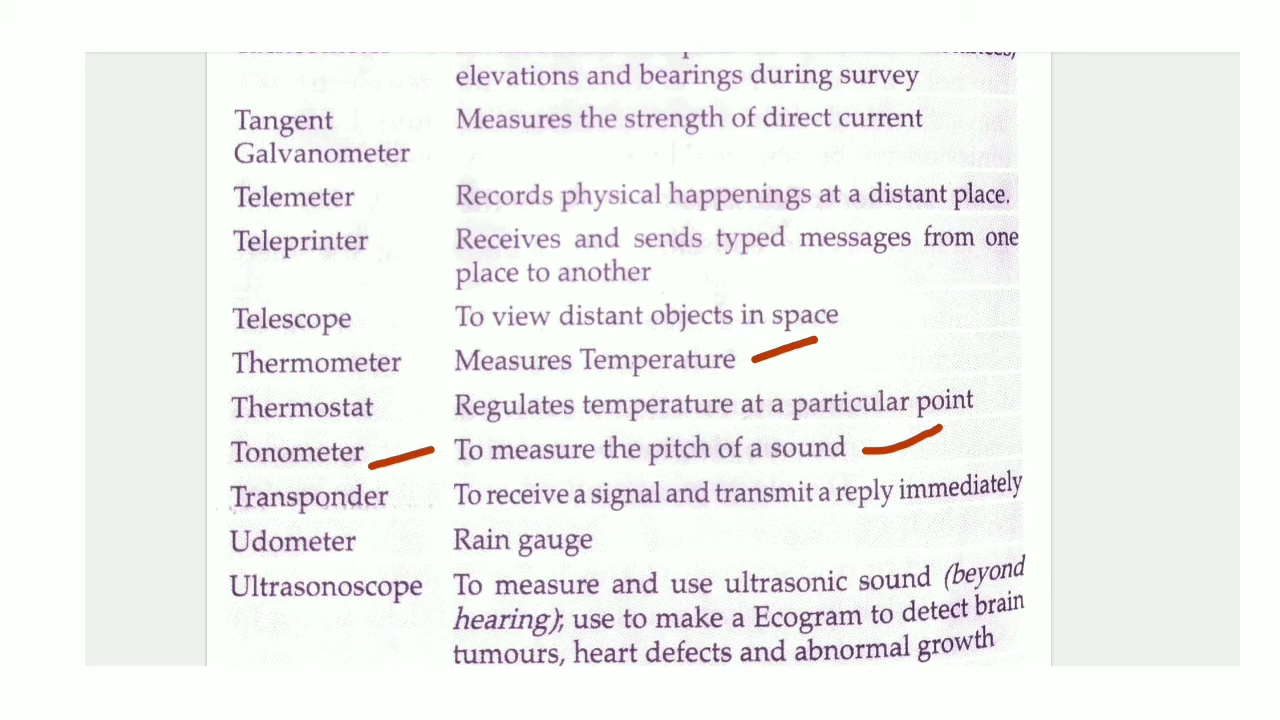 elevations and bearings during survey
Tangent Measures the strength of direct current
Galvanometer
Telemeter Records physical happenings at a distant place.
Teleprinter Receives and sends typed messages from one
place to another
Telescope To view distant objects in space
Thermometer Measures Temperature
Thermostat Regulates temperature at a particular point
Tonometer To measure the pitch of a sound
Transponder To receive a signal and transmit a reply immediately
Udometer Rain gauge
Ultrasonoscope To measure and use ultrasonic sound (beyond
hearing); use to make a Ecogram to detect brain
tumours, heart defects and abnormal growth